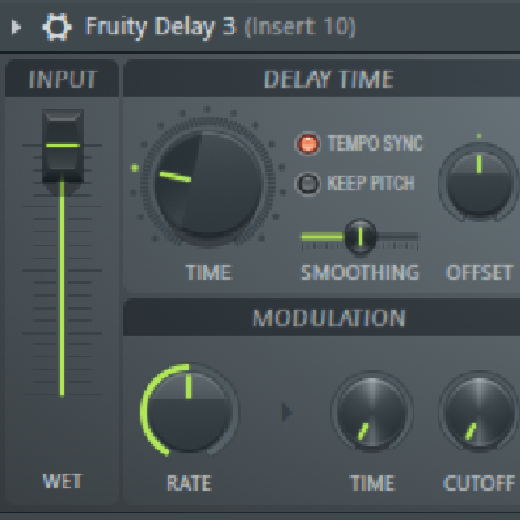 Fruity Delay 3 (Insert 10)
INPUT
DELAY TIME
TEMPO SYNC
KEEP PITCH
TIME
SMOOTHING
OFFSET
MODULATION
WET
RATE
TIME
CUTOFF